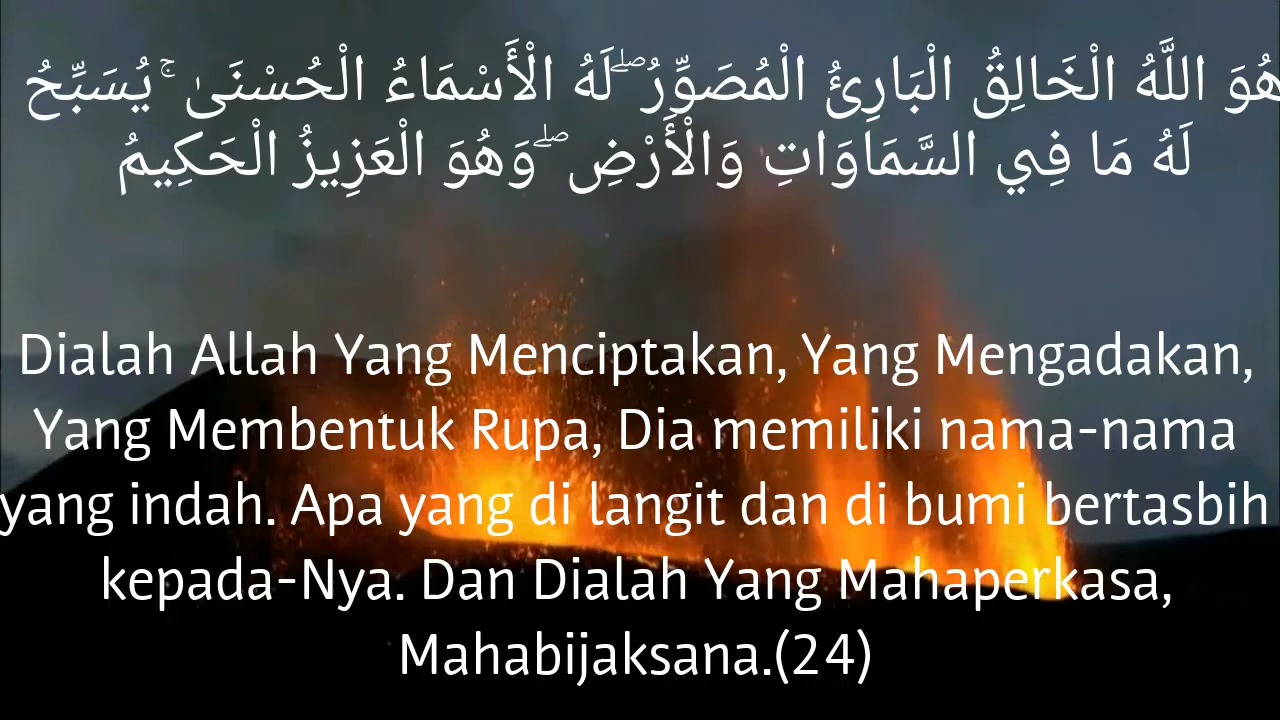 هُوَ اللَّهُ الْخَالِقُ الْبَارِئُ الْمُصَوِّرُ ۖ لَهُ الْأَسْمَاءُ الْحُسْنَىٰ ۚ يُسَبِّحُ
لَهُ مَا فِي السَّمَاوَاتِ وَالْأَرْضِ ۖ وَهُوَ الْعَزِيزُ الْحَكِيمُ
Dialah Allah Yang Menciptakan, Yang Mengadakan,
Yang Membentuk Rupa, Dia memiliki nama-nama
yang indah. Apa yang di langit dan di bumi bertasbih
kepada-Nya. Dan Dialah Yang Mahaperkasa,
Mahabijaksana.(24)